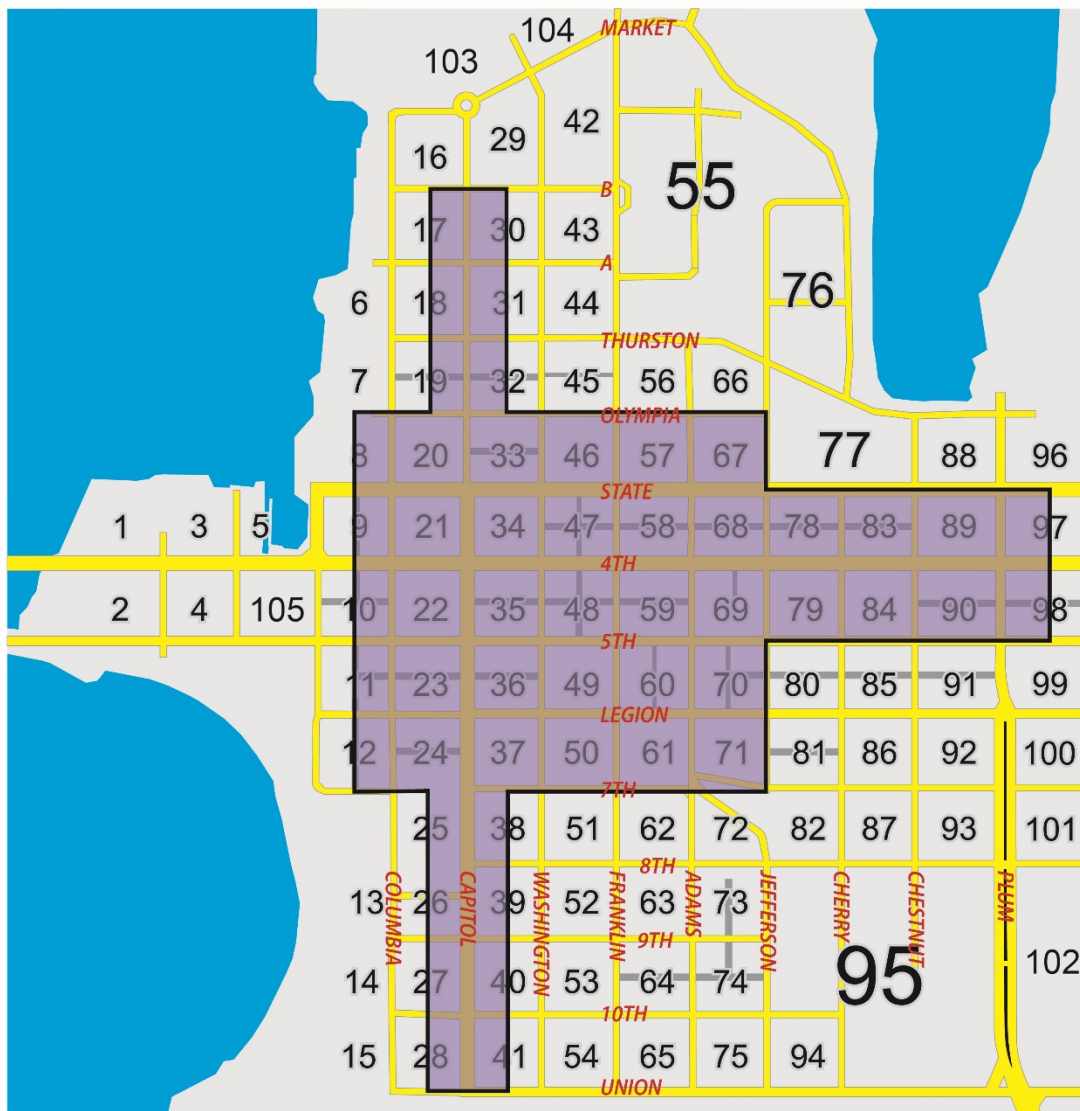 104 MARKET
103
42
29
16
55
B
17 30 43
A
76
6 18 31 44
THURSTON
7 19 32 45 56 66
OLYMPIA
8 20 33 46 57 67 77 88 96
STATE
1 3 5 9 21 34 47 58 68 78 83 89 97
4TH
2 4 105 10 22 35 48 59 69 79 84 90 98
5TH
11 23 36 49 60 70 80 85 91 99
LEGION
12 24 37 50 61 71 81 86 92 100
7TH
25 38 51 62 72 82 87 93 101
8TH
COLUMBIA
CAPITOL
WASHINGTON
FRANKLIN
ADAMS
JEFFERSON
CHERRY
CHESTNUT
PLUM
13 26 39 52 63 73
9TH
95
14 27 40 53 64 74 102
10TH
15 28 41 54 65 75 94
UNION